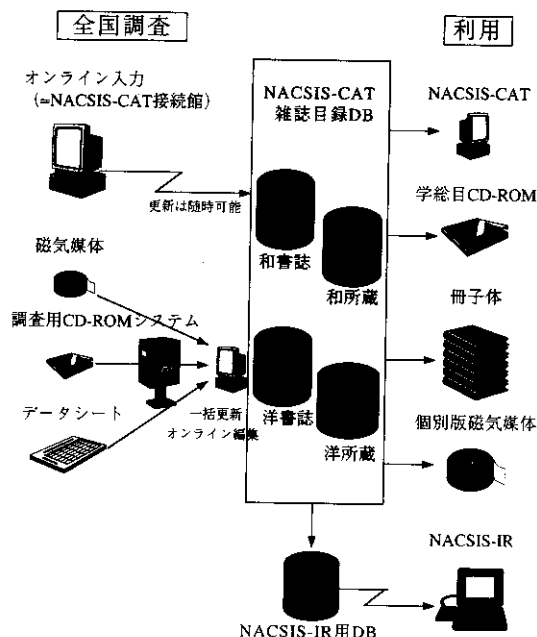 全国調査
利用
オンライン入力
(≃NACSIS-CAT接続館)
更新は随時可能
磁気媒体
調査用CD-ROMシステム
データシート
一括更新
オンライン編集
NACSIS-CAT
雑誌目録DB
和書誌
和所蔵
洋書誌
洋所蔵
NACSIS-CAT
学総目CD-ROM
冊子体
個別版磁気媒体
NACSIS-IR
NACSIS-IR用DB